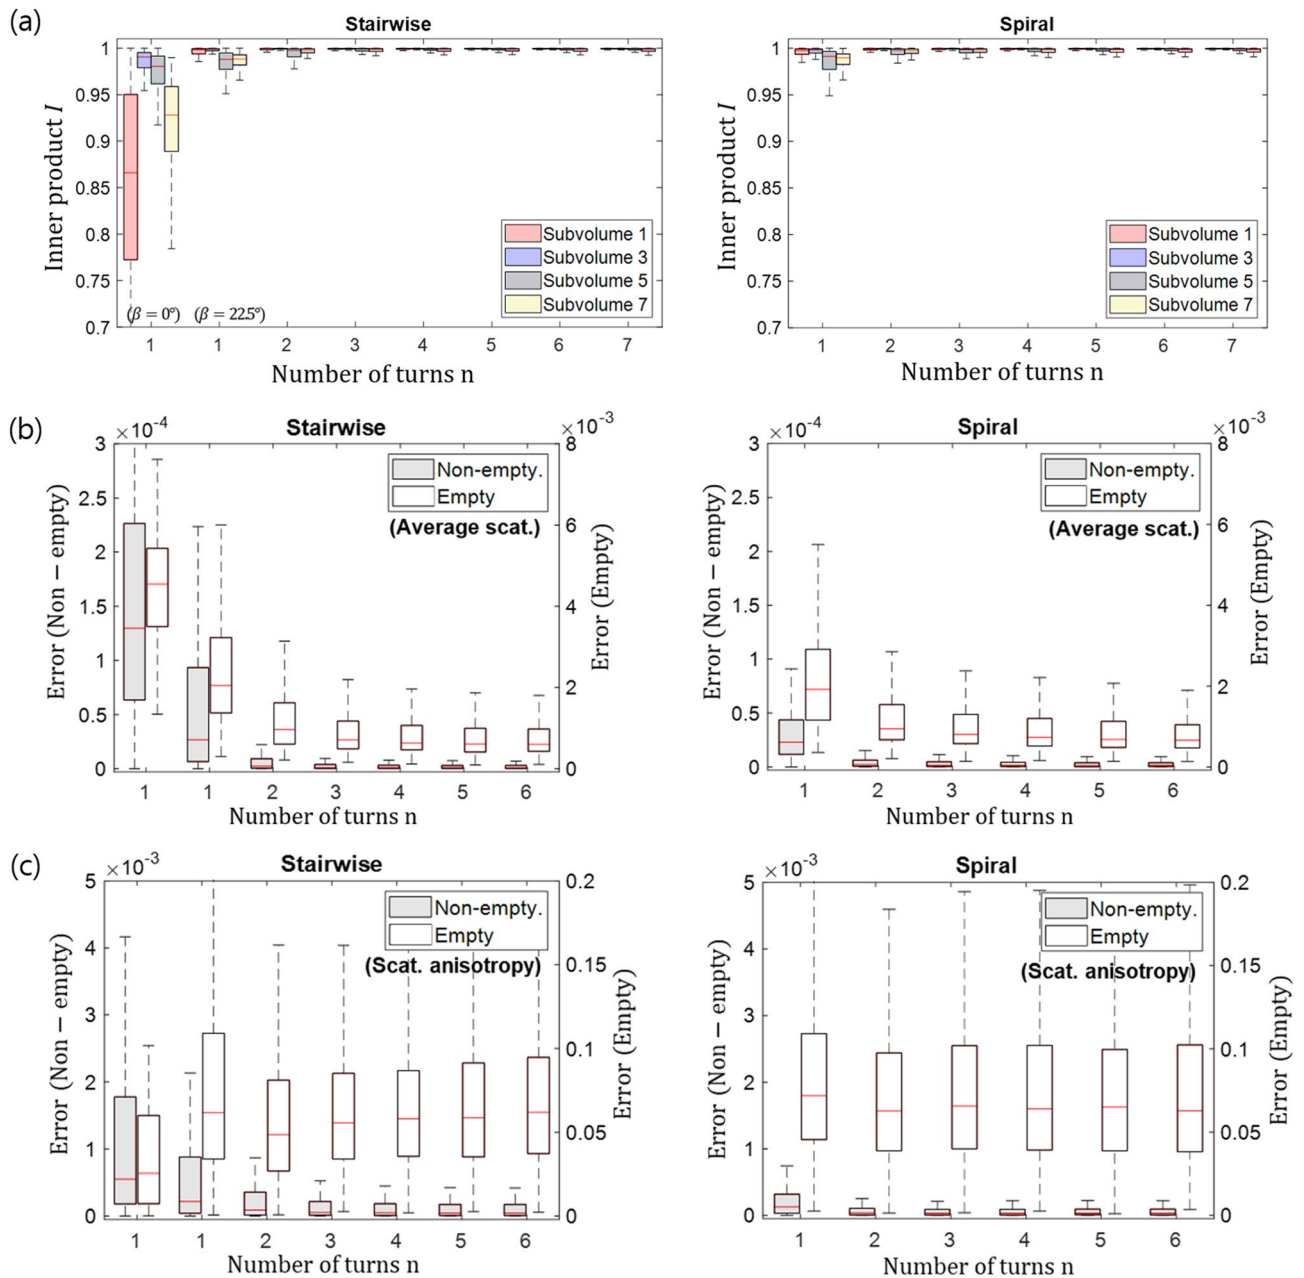 (a)
Stairwise
Inner product I
1
0.95
0.9
0.85
0.8
0.75
0.7
(β = 0°) (β = 22.5°)
Subvolume 1
Subvolume 3
Subvolume 5
Subvolume 7
1 1 2 3 4 5 6 7
Number of turns n
Spiral
Inner product I
1
0.95
0.9
0.85
0.8
0.75
0.7
Subvolume 1
Subvolume 3
Subvolume 5
Subvolume 7
1 2 3 4 5 6 7
Number of turns n
(b)
×10⁻⁴ Stairwise ×10⁻³
Error (Non − empty)
3
2.5
2
1.5
1
0.5
0
Non-empty.
Empty
(Average scat.)
8
6
4
2
0
Error (Empty)
1 1 2 3 4 5 6
Number of turns n
×10⁻⁴ Spiral ×10⁻³
Error (Non − empty)
3
2.5
2
1.5
1
0.5
0
Non-empty.
Empty
(Average scat.)
8
6
4
2
0
Error (Empty)
1 2 3 4 5 6
Number of turns n
(c)
×10⁻³ Stairwise
Error (Non − empty)
5
4
3
2
1
0
Non-empty.
Empty
(Scat. anisotropy)
0.2
0.15
0.1
0.05
0
Error (Empty)
1 1 2 3 4 5 6
Number of turns n
×10⁻³ Spiral
Error (Non − empty)
5
4
3
2
1
0
Non-empty.
Empty
(Scat. anisotropy)
0.2
0.15
0.1
0.05
0
Error (Empty)
1 2 3 4 5 6
Number of turns n